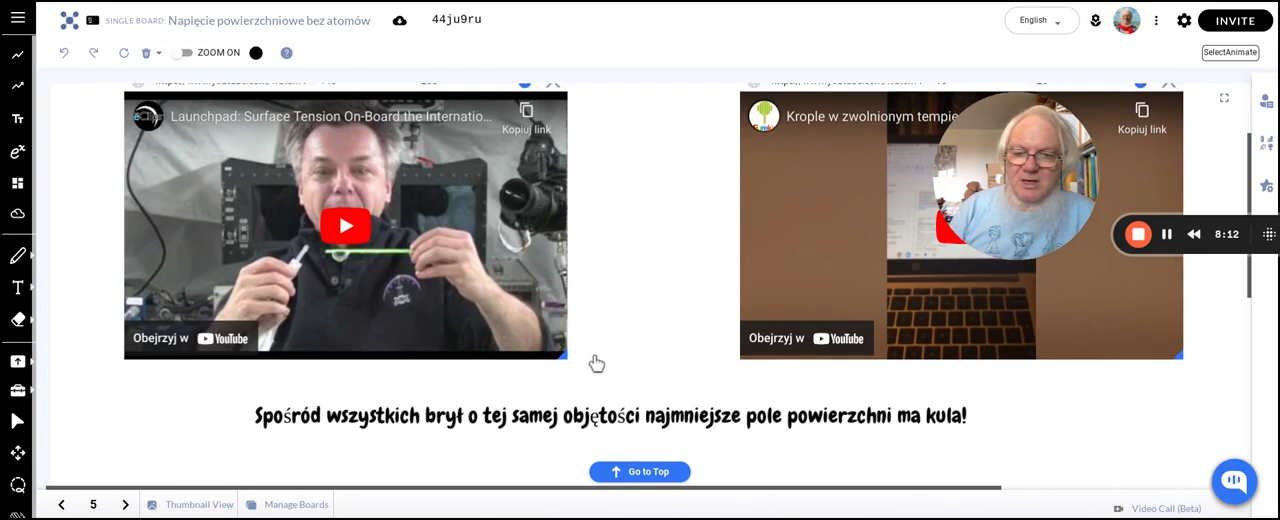 SINGLE BOARD: Napięcie powierzchniowe bez atomów
44ju9ru
English
INVITE
ZOOM ON
SelectAnimate
Launchpad: Surface Tension On-Board the Internatio...
Kopiuj link
Krople w zwolnionym tempie
Kopiuj link
8:12
Obejrzyj w YouTube
Obejrzyj w YouTube
Spośród wszystkich brył o tej samej objętości najmniejsze pole powierzchni ma kula!
Go to Top
5
Thumbnail View
Manage Boards
Video Call (Beta)